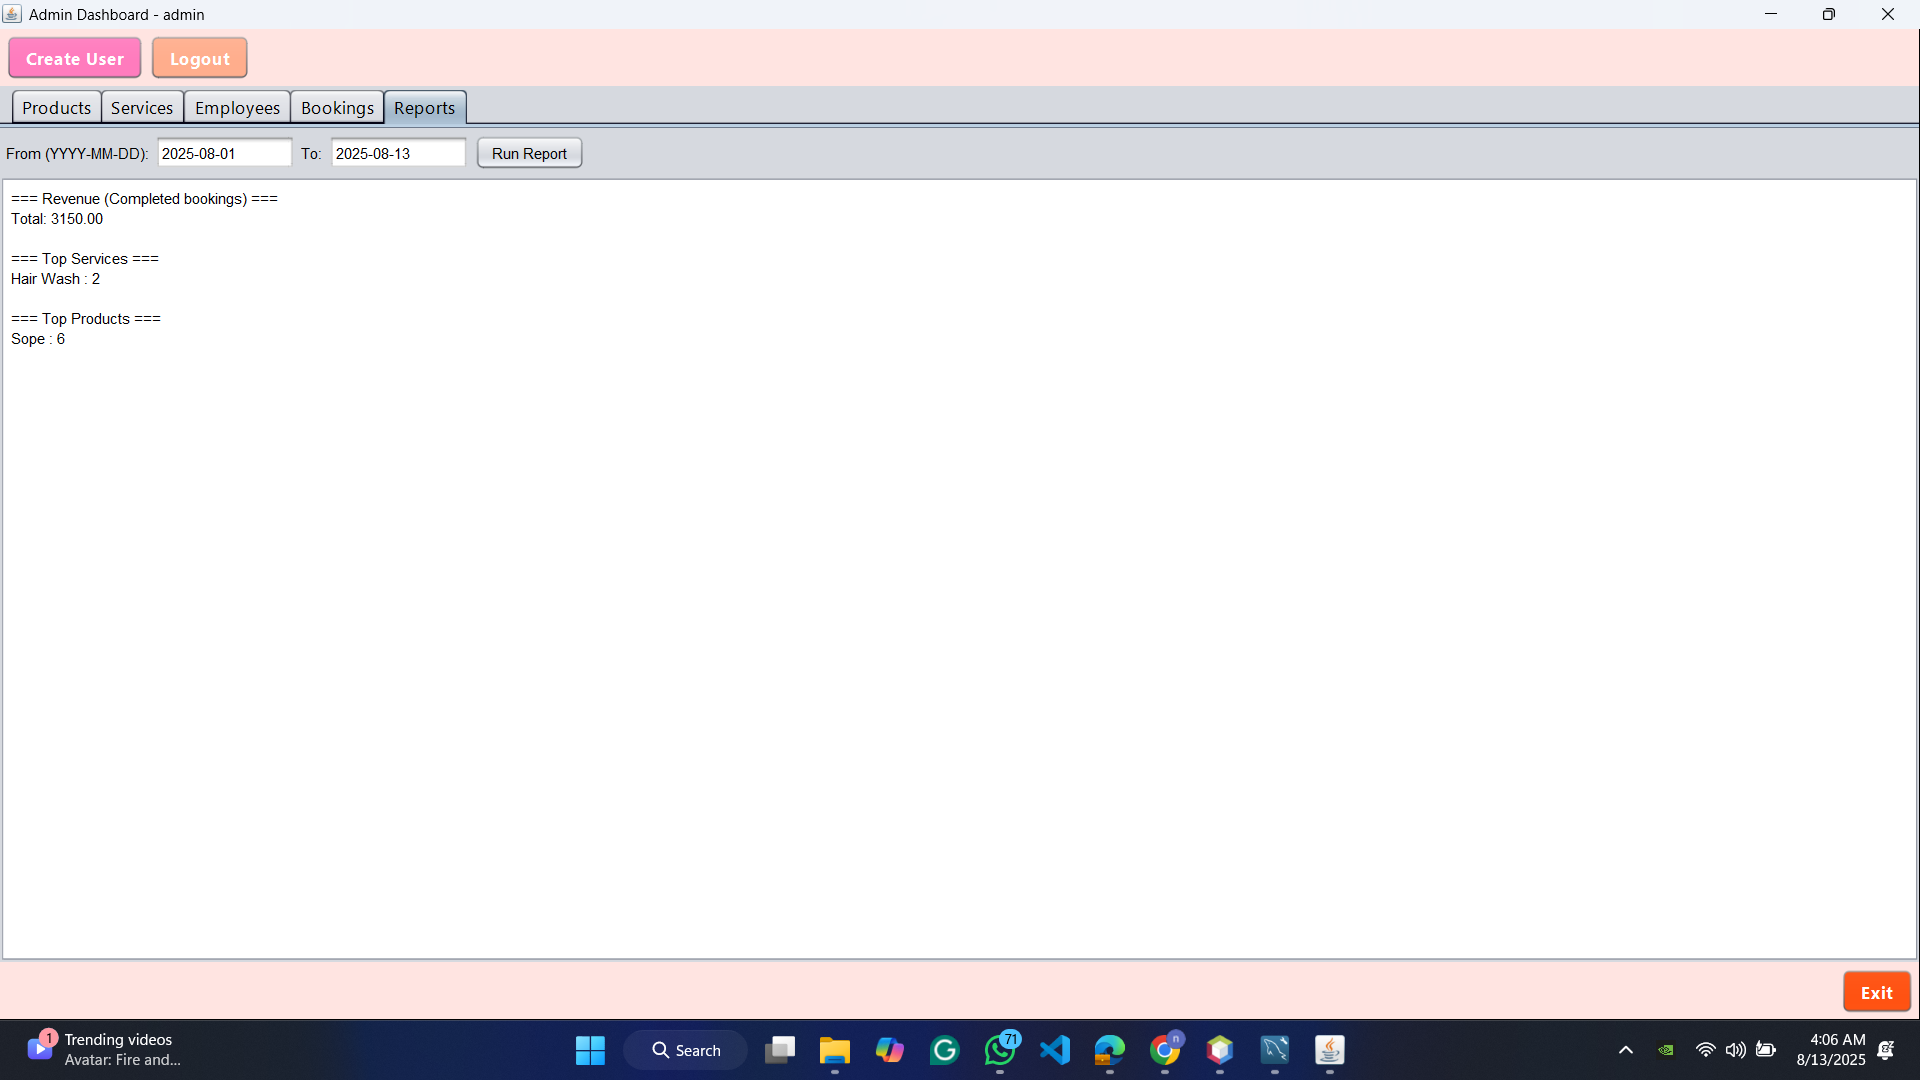 Admin Dashboard - admin
Create User
Logout
Products
Services
Employees
Bookings
Reports
From (YYYY-MM-DD): 2025-08-01 To: 2025-08-13 Run Report
=== Revenue (Completed bookings) ===
Total: 3150.00
=== Top Services ===
Hair Wash : 2
=== Top Products ===
Sope : 6
Exit
1
Trending videos
Avatar: Fire and...
Search
71
n
4:06 AM
8/13/2025